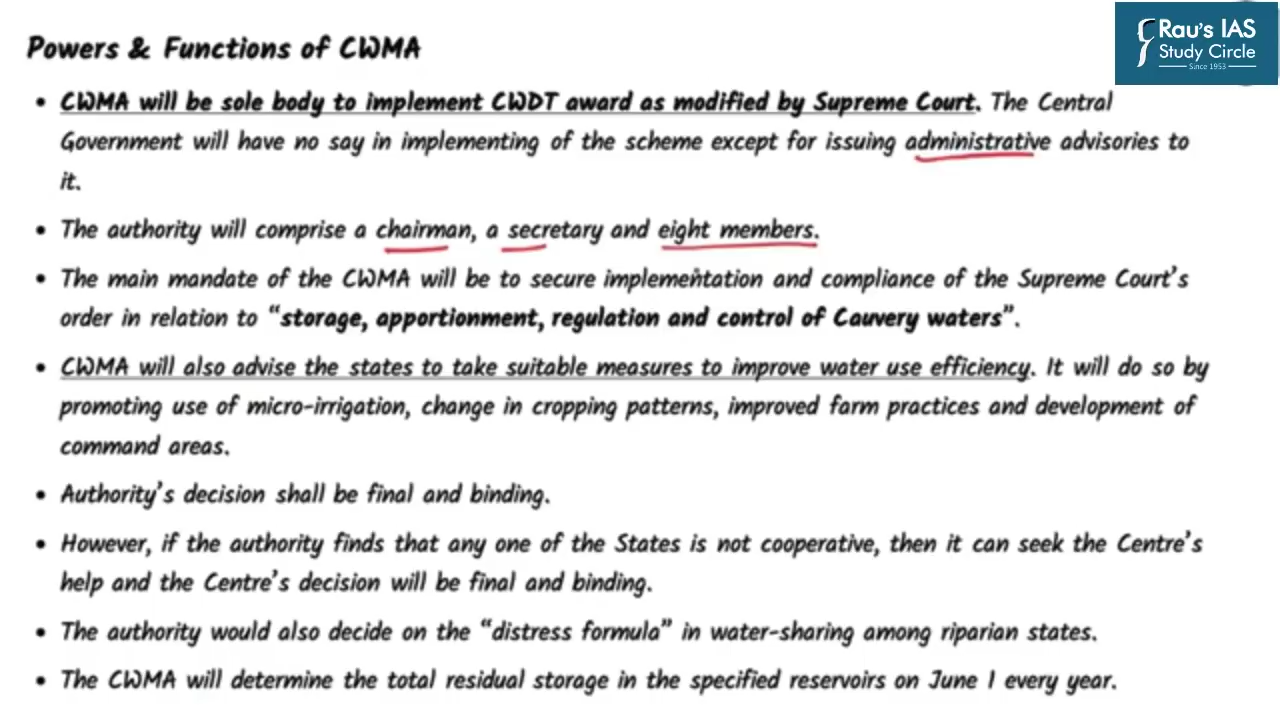 Rau's IAS
Study Circle
Since 1953
Powers & Functions of CWMA
• CWMA will be sole body to implement CWDT award as modified by Supreme Court. The Central
Government will have no say in implementing of the scheme except for issuing administrative advisories to
it.
• The authority will comprise a chairman, a secretary and eight members.
• The main mandate of the CWMA will be to secure implementation and compliance of the Supreme Court's
order in relation to “storage, apportionment, regulation and control of Cauvery waters”.
• CWMA will also advise the states to take suitable measures to improve water use efficiency. It will do so by
promoting use of micro-irrigation, change in cropping patterns, improved farm practices and development of
command areas.
• Authority's decision shall be final and binding.
• However, if the authority finds that any one of the States is not cooperative, then it can seek the Centre's
help and the Centre's decision will be final and binding.
• The authority would also decide on the “distress formula” in water-sharing among riparian states.
• The CWMA will determine the total residual storage in the specified reservoirs on June 1 every year.